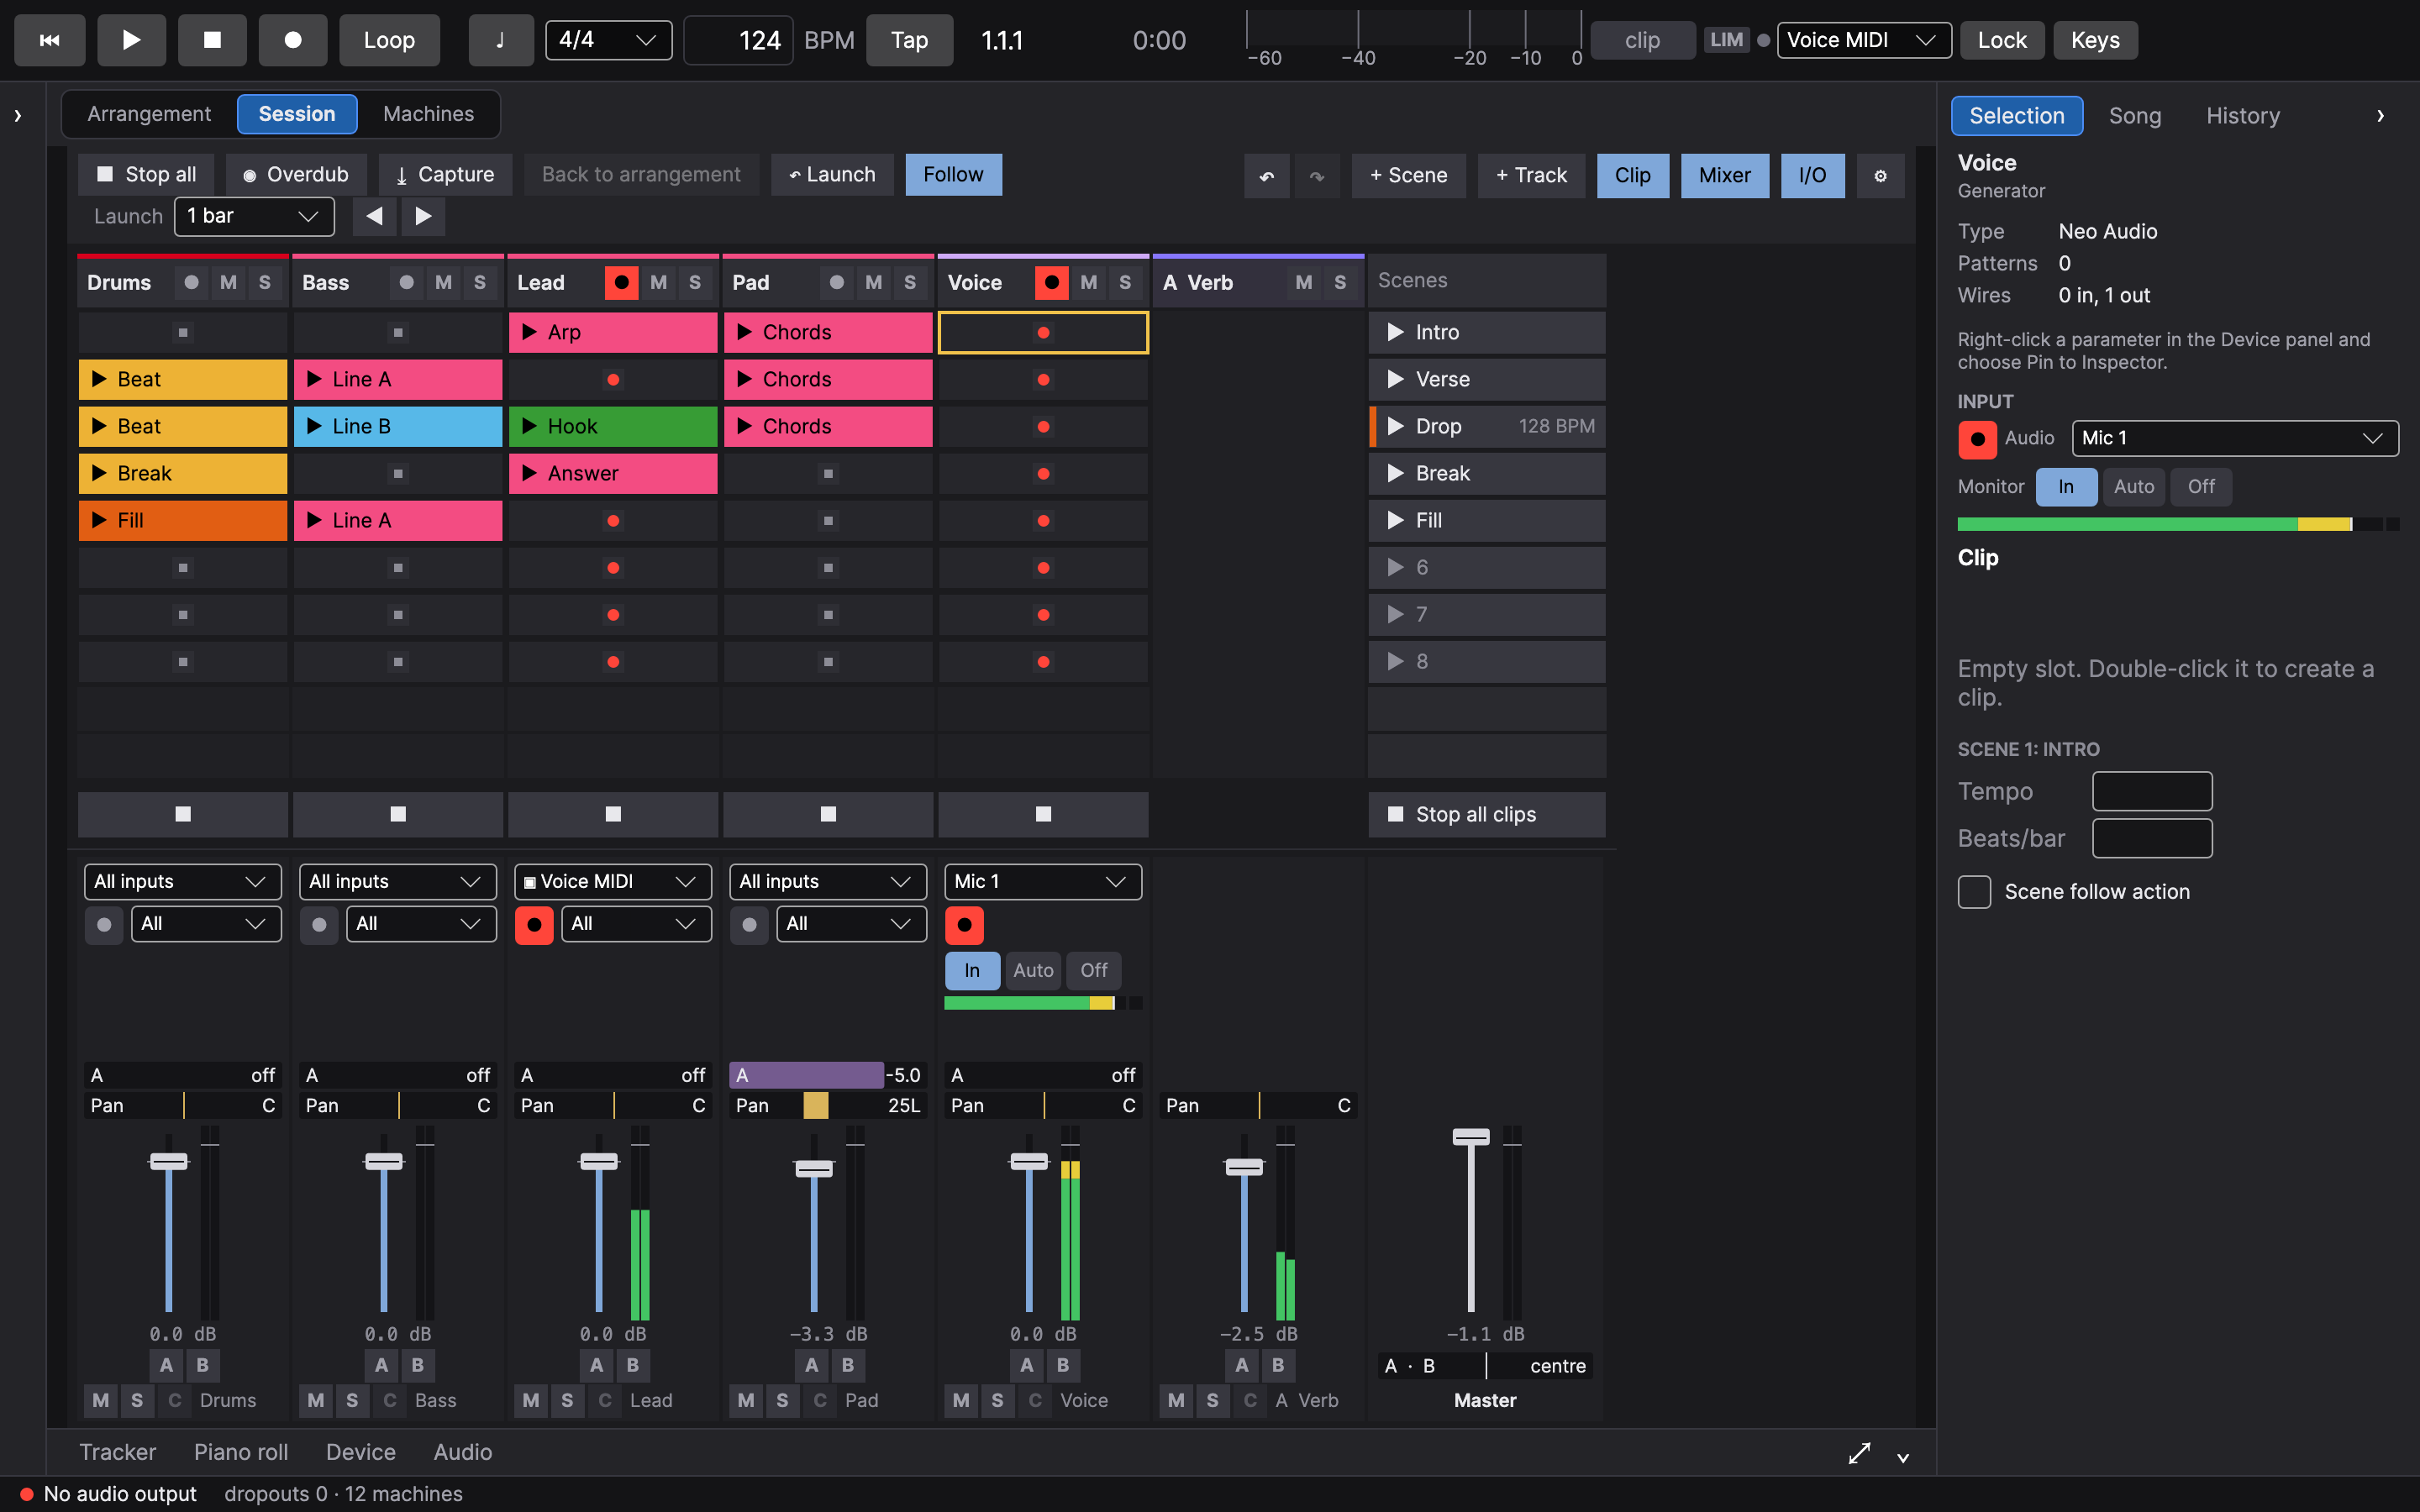 Loop 4/4 124 BPM Tap 1.1.1 0:00 -60 -40 -20 -10 0 clip LIM Voice MIDI Lock Keys
Arrangement Session Machines
Selection Song History
Stop all Overdub Capture Back to arrangement Launch Follow + Scene + Track Clip Mixer I/O
Launch 1 bar
Voice
Generator
Type Neo Audio
Patterns 0
Wires 0 in, 1 out
Right-click a parameter in the Device panel and
choose Pin to Inspector.
INPUT
Audio Mic 1
Monitor In Auto Off
Clip
Empty slot. Double-click it to create a
clip.
SCENE 1: INTRO
Tempo
Beats/bar
Scene follow action
Drums M S Bass M S Lead M S Pad M S Voice M S A Verb M S Scenes
Arp Chords Intro
Beat Line A Chords Verse
Beat Line B Hook Chords Drop 128 BPM
Break Answer Break
Fill Line A Fill
6
7
8
Stop all clips
All inputs All inputs Voice MIDI All inputs Mic 1
All All All All
In Auto Off
A off A off A off A -5.0 A off
Pan C Pan C Pan C Pan 25L Pan C Pan C
0.0 dB 0.0 dB 0.0 dB -3.3 dB 0.0 dB -2.5 dB -1.1 dB
A B A B A B A B A B A B A · B centre
M S C Drums M S C Bass M S C Lead M S C Pad M S C Voice M S C A Verb Master
Tracker Piano roll Device Audio
No audio output dropouts 0 · 12 machines